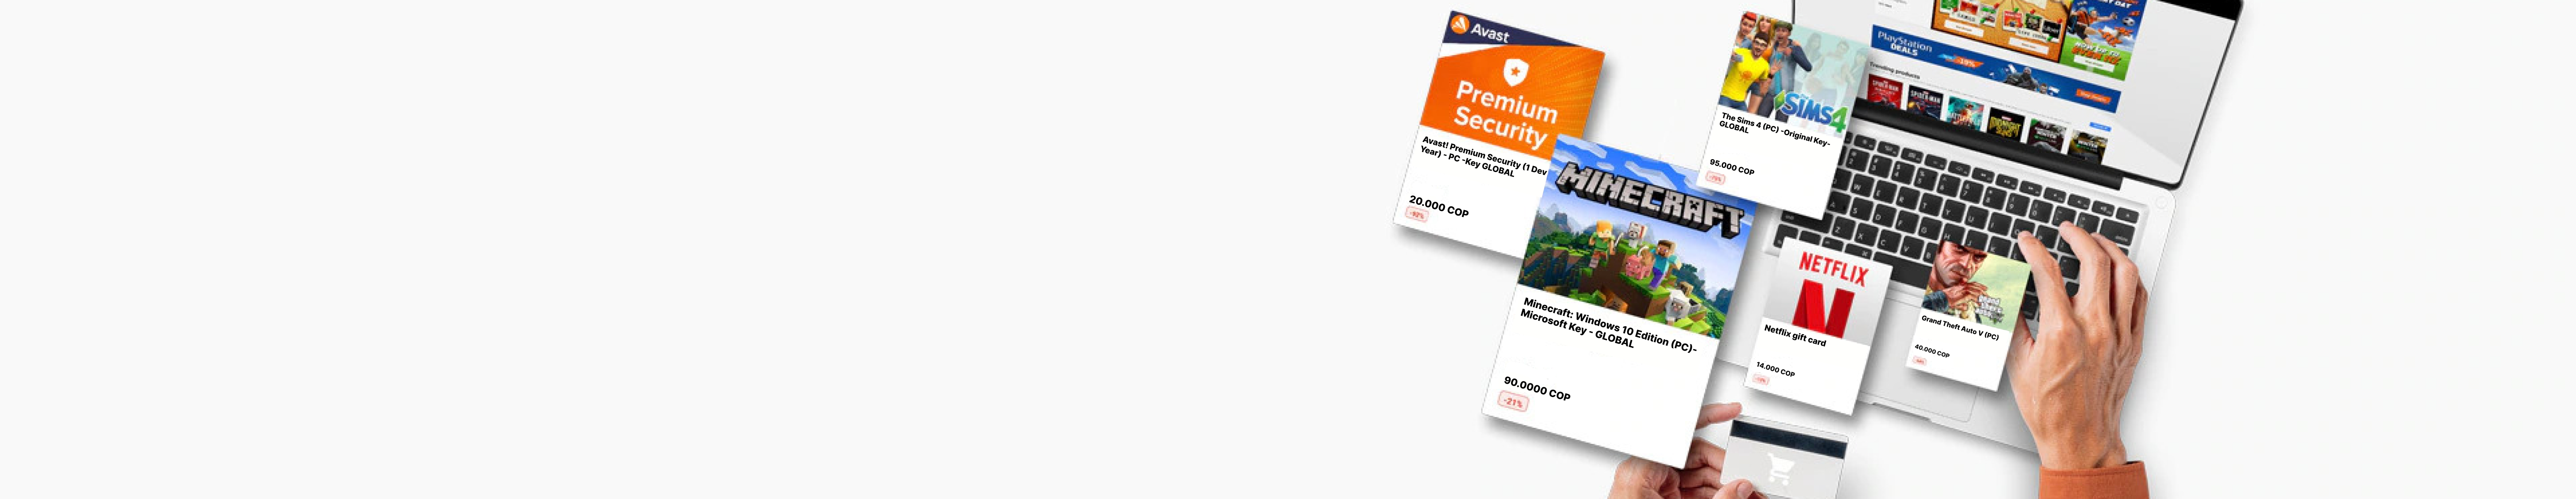 Avast
Premium
Security
Avast! Premium Security (1 Dev
Year) - PC -Key GLOBAL
20.000 COP
MINECRAFT
Minecraft: Windows 10 Edition (PC)-
Microsoft Key - GLOBAL
90.0000 COP
-21%
SIMS4
The Sims 4 (PC) -Original Key-
GLOBAL
95.000 COP
PlayStation
DEALS
Trending products
NETFLIX
Netflix gift card
14.000 COP
Grand Theft Auto V (PC)
40.000 COP